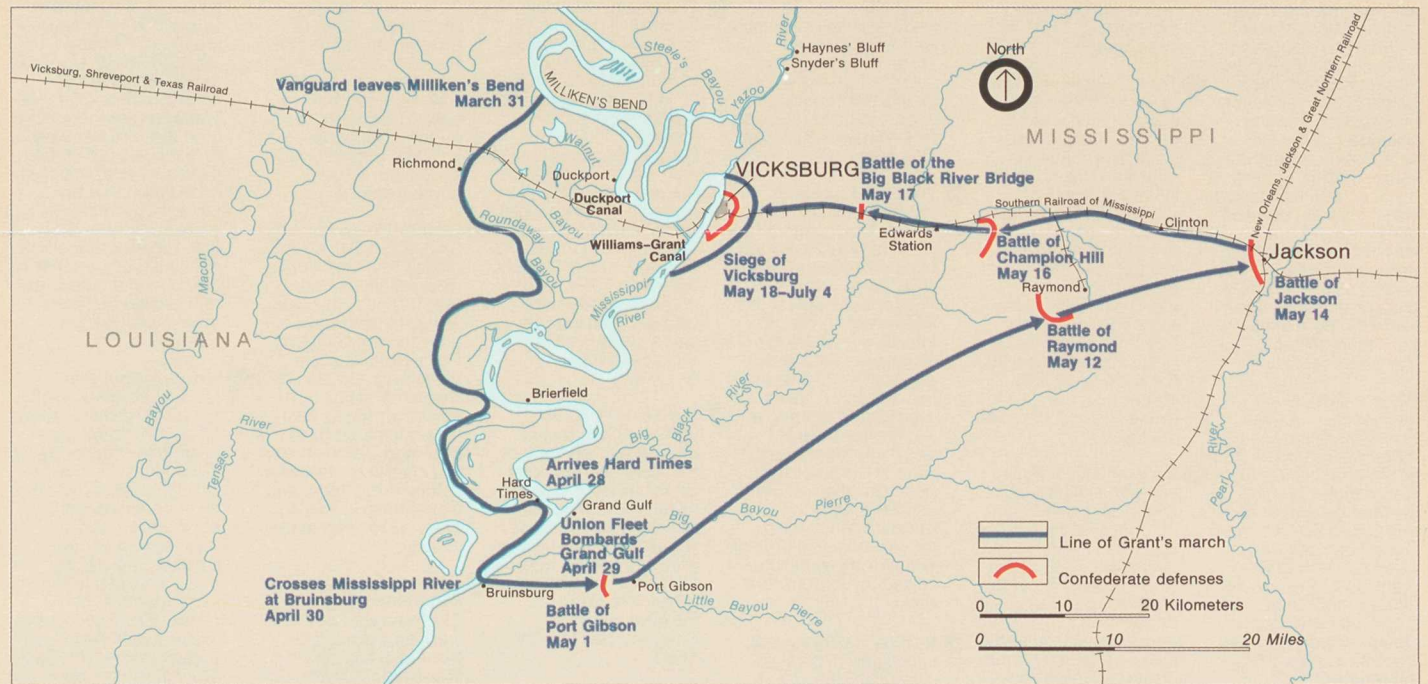 Vicksburg, Shreveport & Texas Railroad
Vanguard leaves Milliken's Bend
March 31
MILLIKEN'S BEND
Steele's
Bayou
Yazoo
River
Haynes' Bluff
Snyder's Bluff
North
MISSISSIPPI
New Orleans, Jackson & Great Northern Railroad
Richmond
Walnut
Bayou
Duckport
Duckport
Canal
Williams–Grant
Canal
VICKSBURG
Battle of the
Big Black River Bridge
May 17
Southern Railroad of Mississippi
Clinton
Edwards
Station
Battle of
Champion Hill
May 16
Jackson
Battle of
Jackson
May 14
Siege of
Vicksburg
May 18–July 4
Raymond
Battle of
Raymond
May 12
Roundaway
Bayou
Mississippi
River
Macon
Bayou
LOUISIANA
Tensas
River
Brierfield
Big
Black
River
Arrives Hard Times
April 28
Hard
Times
Grand Gulf
Union Fleet
Bombards
Grand Gulf
April 29
Big
Bayou
Pierre
Pearl
River
Crosses Mississippi River
at Bruinsburg
April 30
Bruinsburg
Port Gibson
Little
Bayou
Pierre
Battle of
Port Gibson
May 1
Line of Grant's march
Confederate defenses
0 10 20 Kilometers
0 10 20 Miles